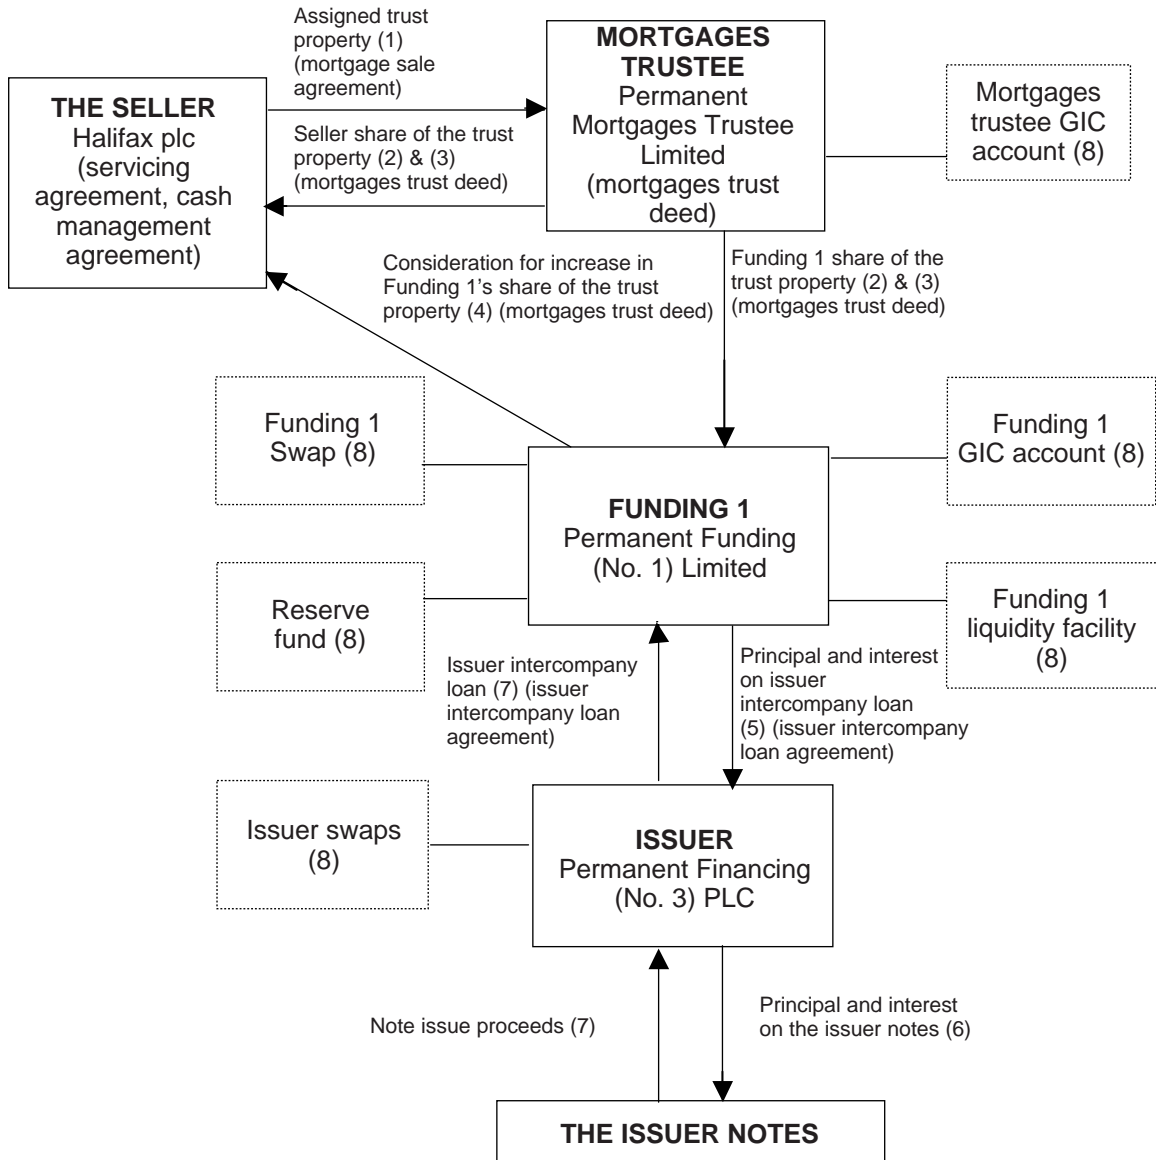 Assigned trust
property (1)
(mortgage sale
agreement)
MORTGAGES
TRUSTEE
Permanent
Mortgages Trustee
Limited
(mortgages trust
deed)
THE SELLER
Halifax plc
(servicing
agreement, cash
management
agreement)
Mortgages
trustee GIC
account (8)
Seller share of the trust
property (2) & (3)
(mortgages trust deed)
Consideration for increase in
Funding 1’s share of the trust
property (4) (mortgages trust deed)
Funding 1 share of the
trust property (2) & (3)
(mortgages trust deed)
Funding 1
Swap (8)
Funding 1
GIC account (8)
FUNDING 1
Permanent Funding
(No. 1) Limited
Reserve
fund (8)
Funding 1
liquidity facility
(8)
Issuer intercompany
loan (7) (issuer
intercompany loan
agreement)
Principal and interest
on issuer
intercompany loan
(5) (issuer intercompany
loan agreement)
Issuer swaps
(8)
ISSUER
Permanent Financing
(No. 3) PLC
Note issue proceeds (7)
Principal and interest
on the issuer notes (6)
THE ISSUER NOTES